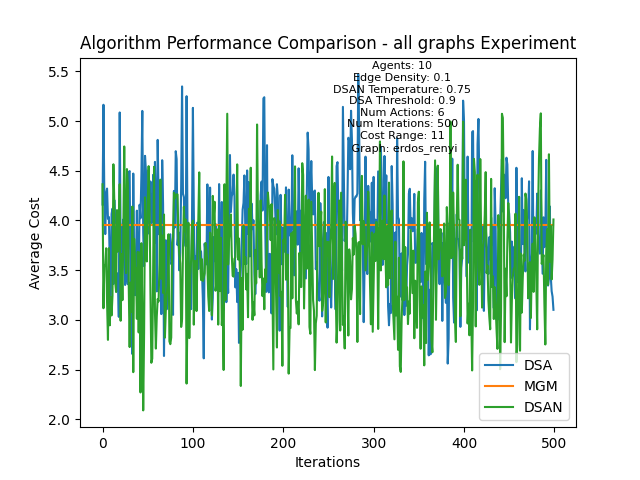 Algorithm Performance Comparison - all graphs Experiment
Agents: 10
Edge Density: 0.1
DSAN Temperature: 0.75
DSA Threshold: 0.9
Num Actions: 6
Num Iterations: 500
Cost Range: 11
Graph: erdos_renyi
5.5
5.0
4.5
4.0
3.5
3.0
2.5
2.0
Average Cost
0
100
200
300
400
500
Iterations
DSA
MGM
DSAN